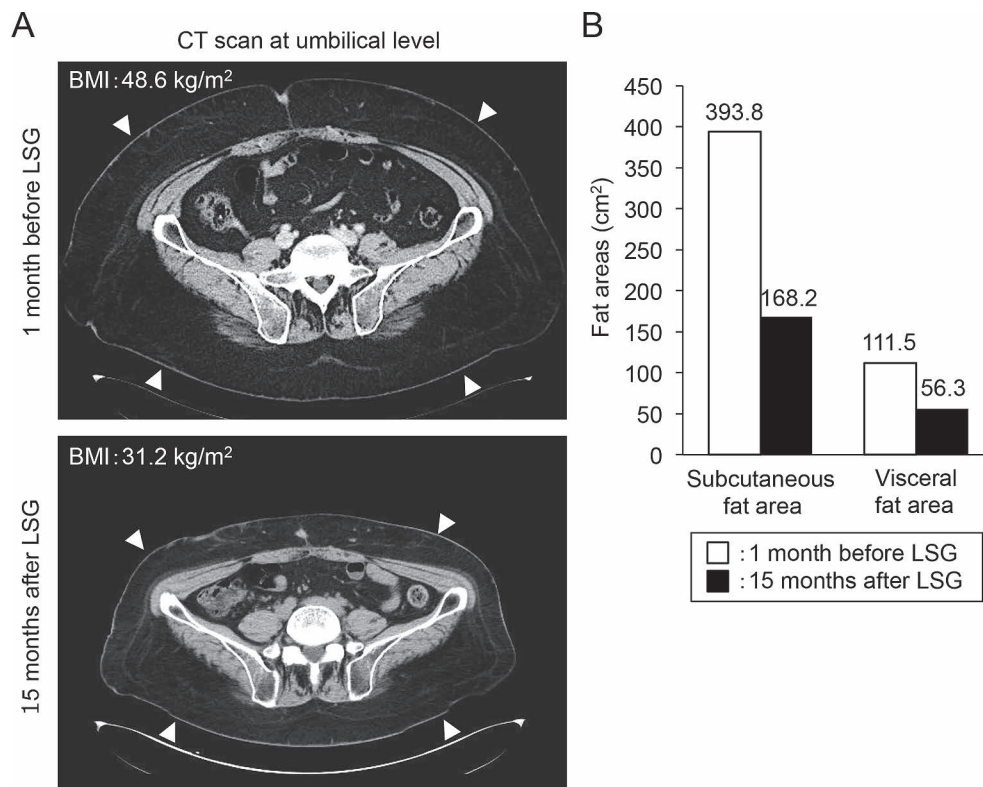 A
CT scan at umbilical level
1 month before LSG
BMI:48.6 kg/m²
15 months after LSG
BMI:31.2 kg/m²
B
Fat areas (cm²)
450
400
350
300
250
200
150
100
50
0
393.8
168.2
111.5
56.3
Subcutaneous
fat area
Visceral
fat area
:1 month before LSG
:15 months after LSG